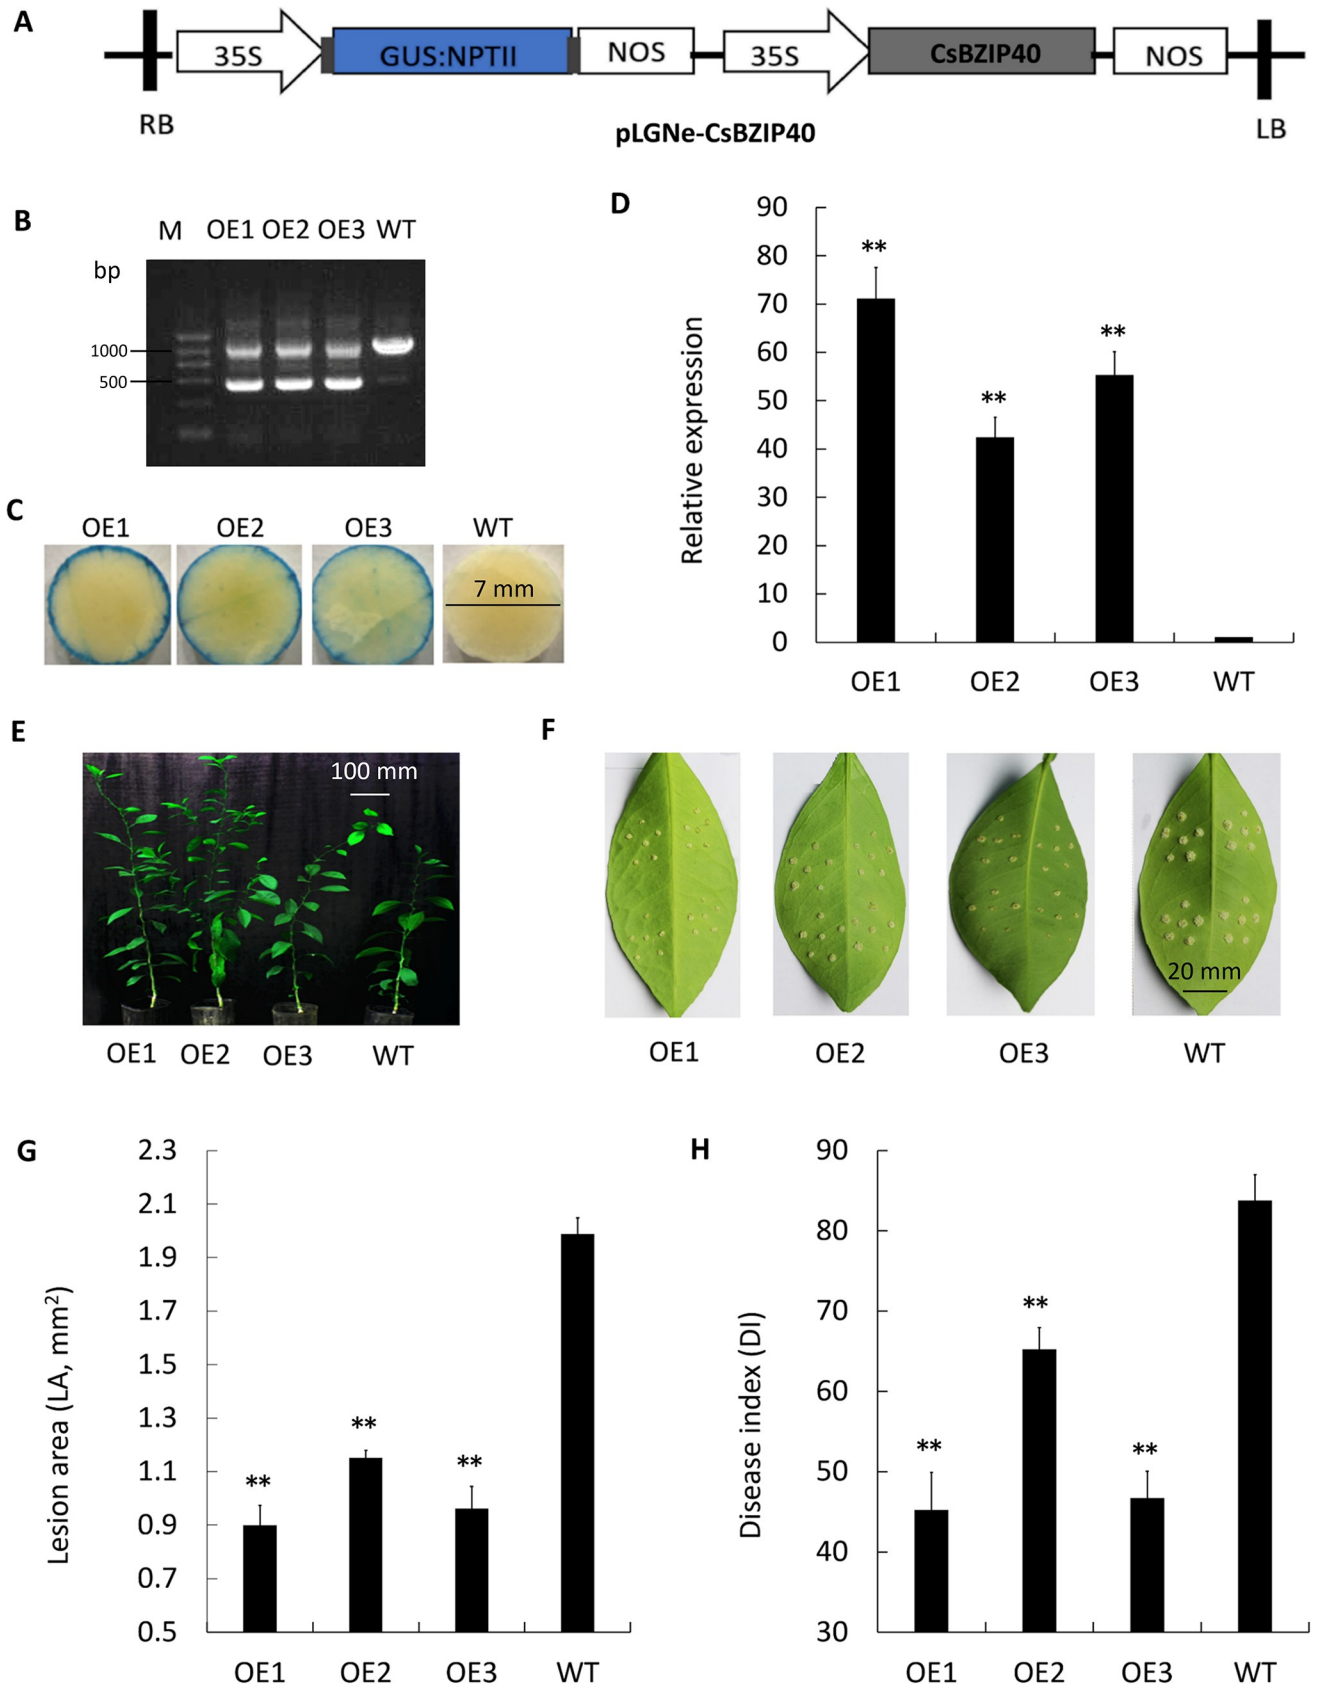 A
35S GUS:NPTII NOS 35S CsBZIP40 NOS
RB LB
pLGNe-CsBZIP40
B
M OE1 OE2 OE3 WT
bp
1000
500
C
OE1 OE2 OE3 WT
7 mm
D
Relative expression
90
80
70
60
50
40
30
20
10
0
**
**
**
OE1 OE2 OE3 WT
E
100 mm
OE1 OE2 OE3 WT
F
20 mm
OE1 OE2 OE3 WT
G
Lesion area (LA, mm²)
2.3
2.1
1.9
1.7
1.5
1.3
1.1
0.9
0.7
0.5
**
**
**
OE1 OE2 OE3 WT
H
Disease index (DI)
90
80
70
60
50
40
30
**
**
**
OE1 OE2 OE3 WT